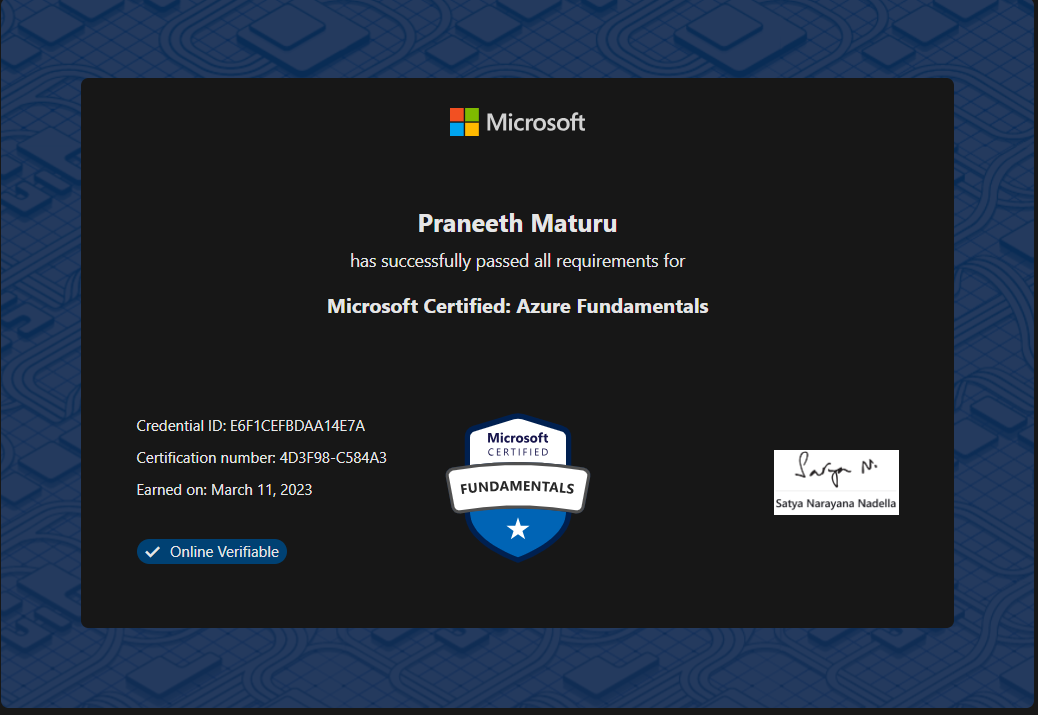 Microsoft
Praneeth Maturu
has successfully passed all requirements for
Microsoft Certified: Azure Fundamentals
Credential ID: E6F1CEFBDAA14E7A
Certification number: 4D3F98-C584A3
Earned on: March 11, 2023
Online Verifiable
Microsoft
CERTIFIED
FUNDAMENTALS
Satya N.
Satya Narayana Nadella